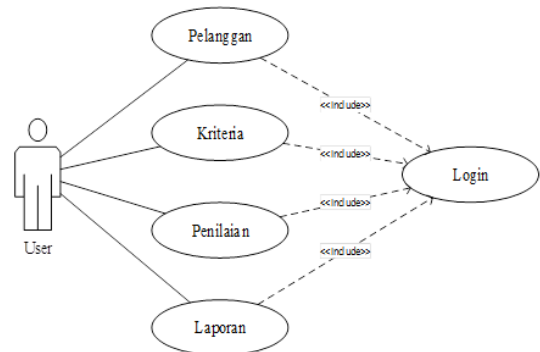 Pelanggan
<<include>>
Kriteria
<<include>>
Login
<<include>>
Penilaian
User
<<include>>
Laporan